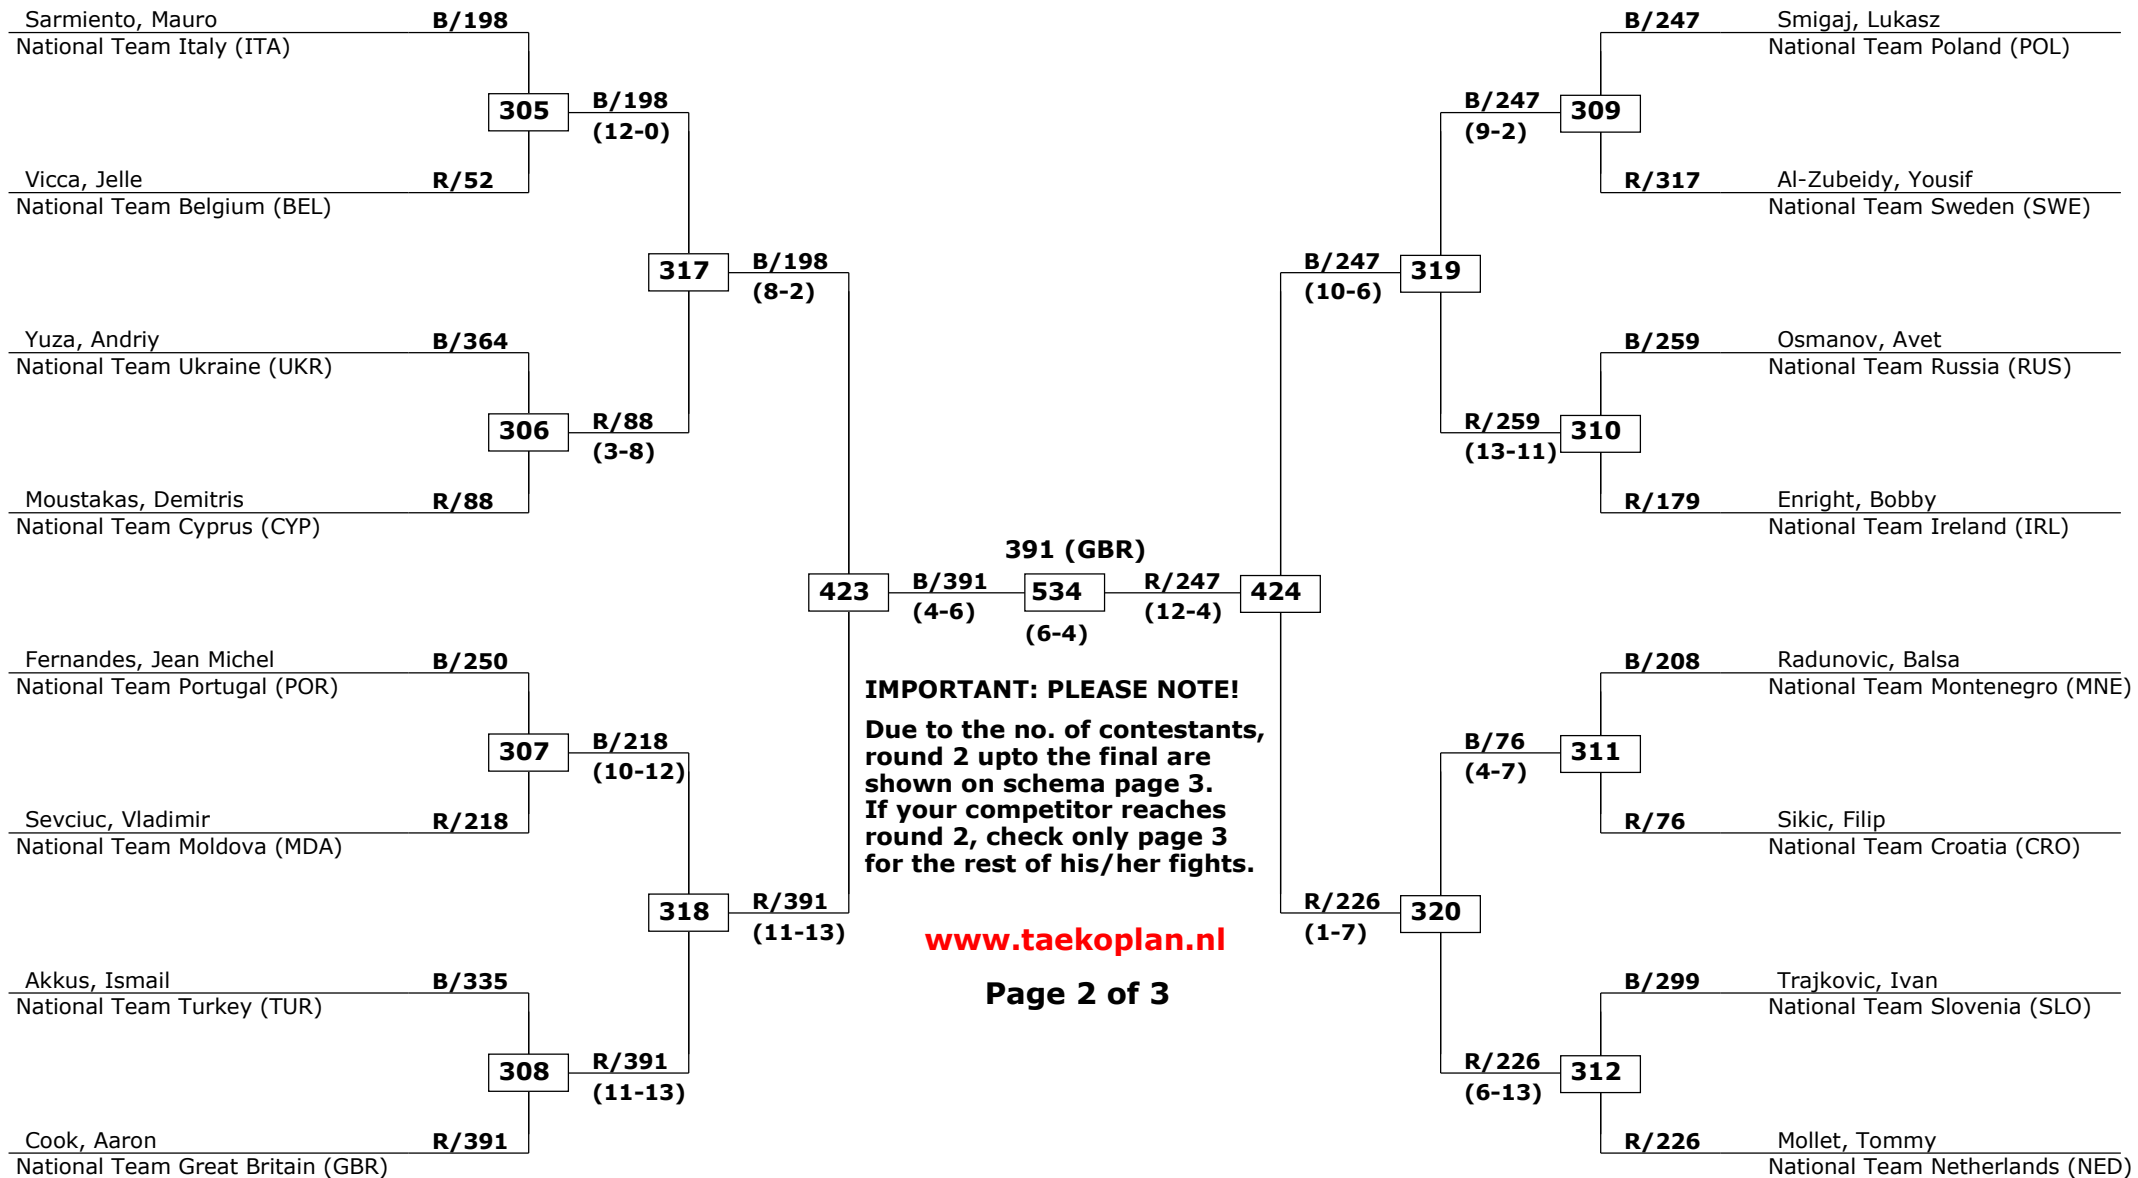 Sarmiento, Mauro
B/198
National Team Italy (ITA)
305
B/198
(12-0)
Vicca, Jelle
R/52
National Team Belgium (BEL)
317
B/198
(8-2)
Yuza, Andriy
B/364
National Team Ukraine (UKR)
306
R/88
(3-8)
Moustakas, Demitris
R/88
National Team Cyprus (CYP)
423
B/391
(4-6)
Fernandes, Jean Michel
B/250
National Team Portugal (POR)
307
B/218
(10-12)
Sevciuc, Vladimir
R/218
National Team Moldova (MDA)
318
R/391
(11-13)
Akkus, Ismail
B/335
National Team Turkey (TUR)
308
R/391
(11-13)
Cook, Aaron
R/391
National Team Great Britain (GBR)
391 (GBR)
534
(6-4)
IMPORTANT: PLEASE NOTE!
Due to the no. of contestants,
round 2 upto the final are
shown on schema page 3.
If your competitor reaches
round 2, check only page 3
for the rest of his/her fights.
www.taekoplan.nl
Page 2 of 3
B/247
Smigaj, Lukasz
National Team Poland (POL)
B/247
309
(9-2)
R/317
Al-Zubeidy, Yousif
National Team Sweden (SWE)
B/247
319
(10-6)
B/259
Osmanov, Avet
National Team Russia (RUS)
R/259
310
(13-11)
R/179
Enright, Bobby
National Team Ireland (IRL)
R/247
424
(12-4)
B/208
Radunovic, Balsa
National Team Montenegro (MNE)
B/76
311
(4-7)
R/76
Sikic, Filip
National Team Croatia (CRO)
R/226
320
(1-7)
B/299
Trajkovic, Ivan
National Team Slovenia (SLO)
R/226
312
(6-13)
R/226
Mollet, Tommy
National Team Netherlands (NED)